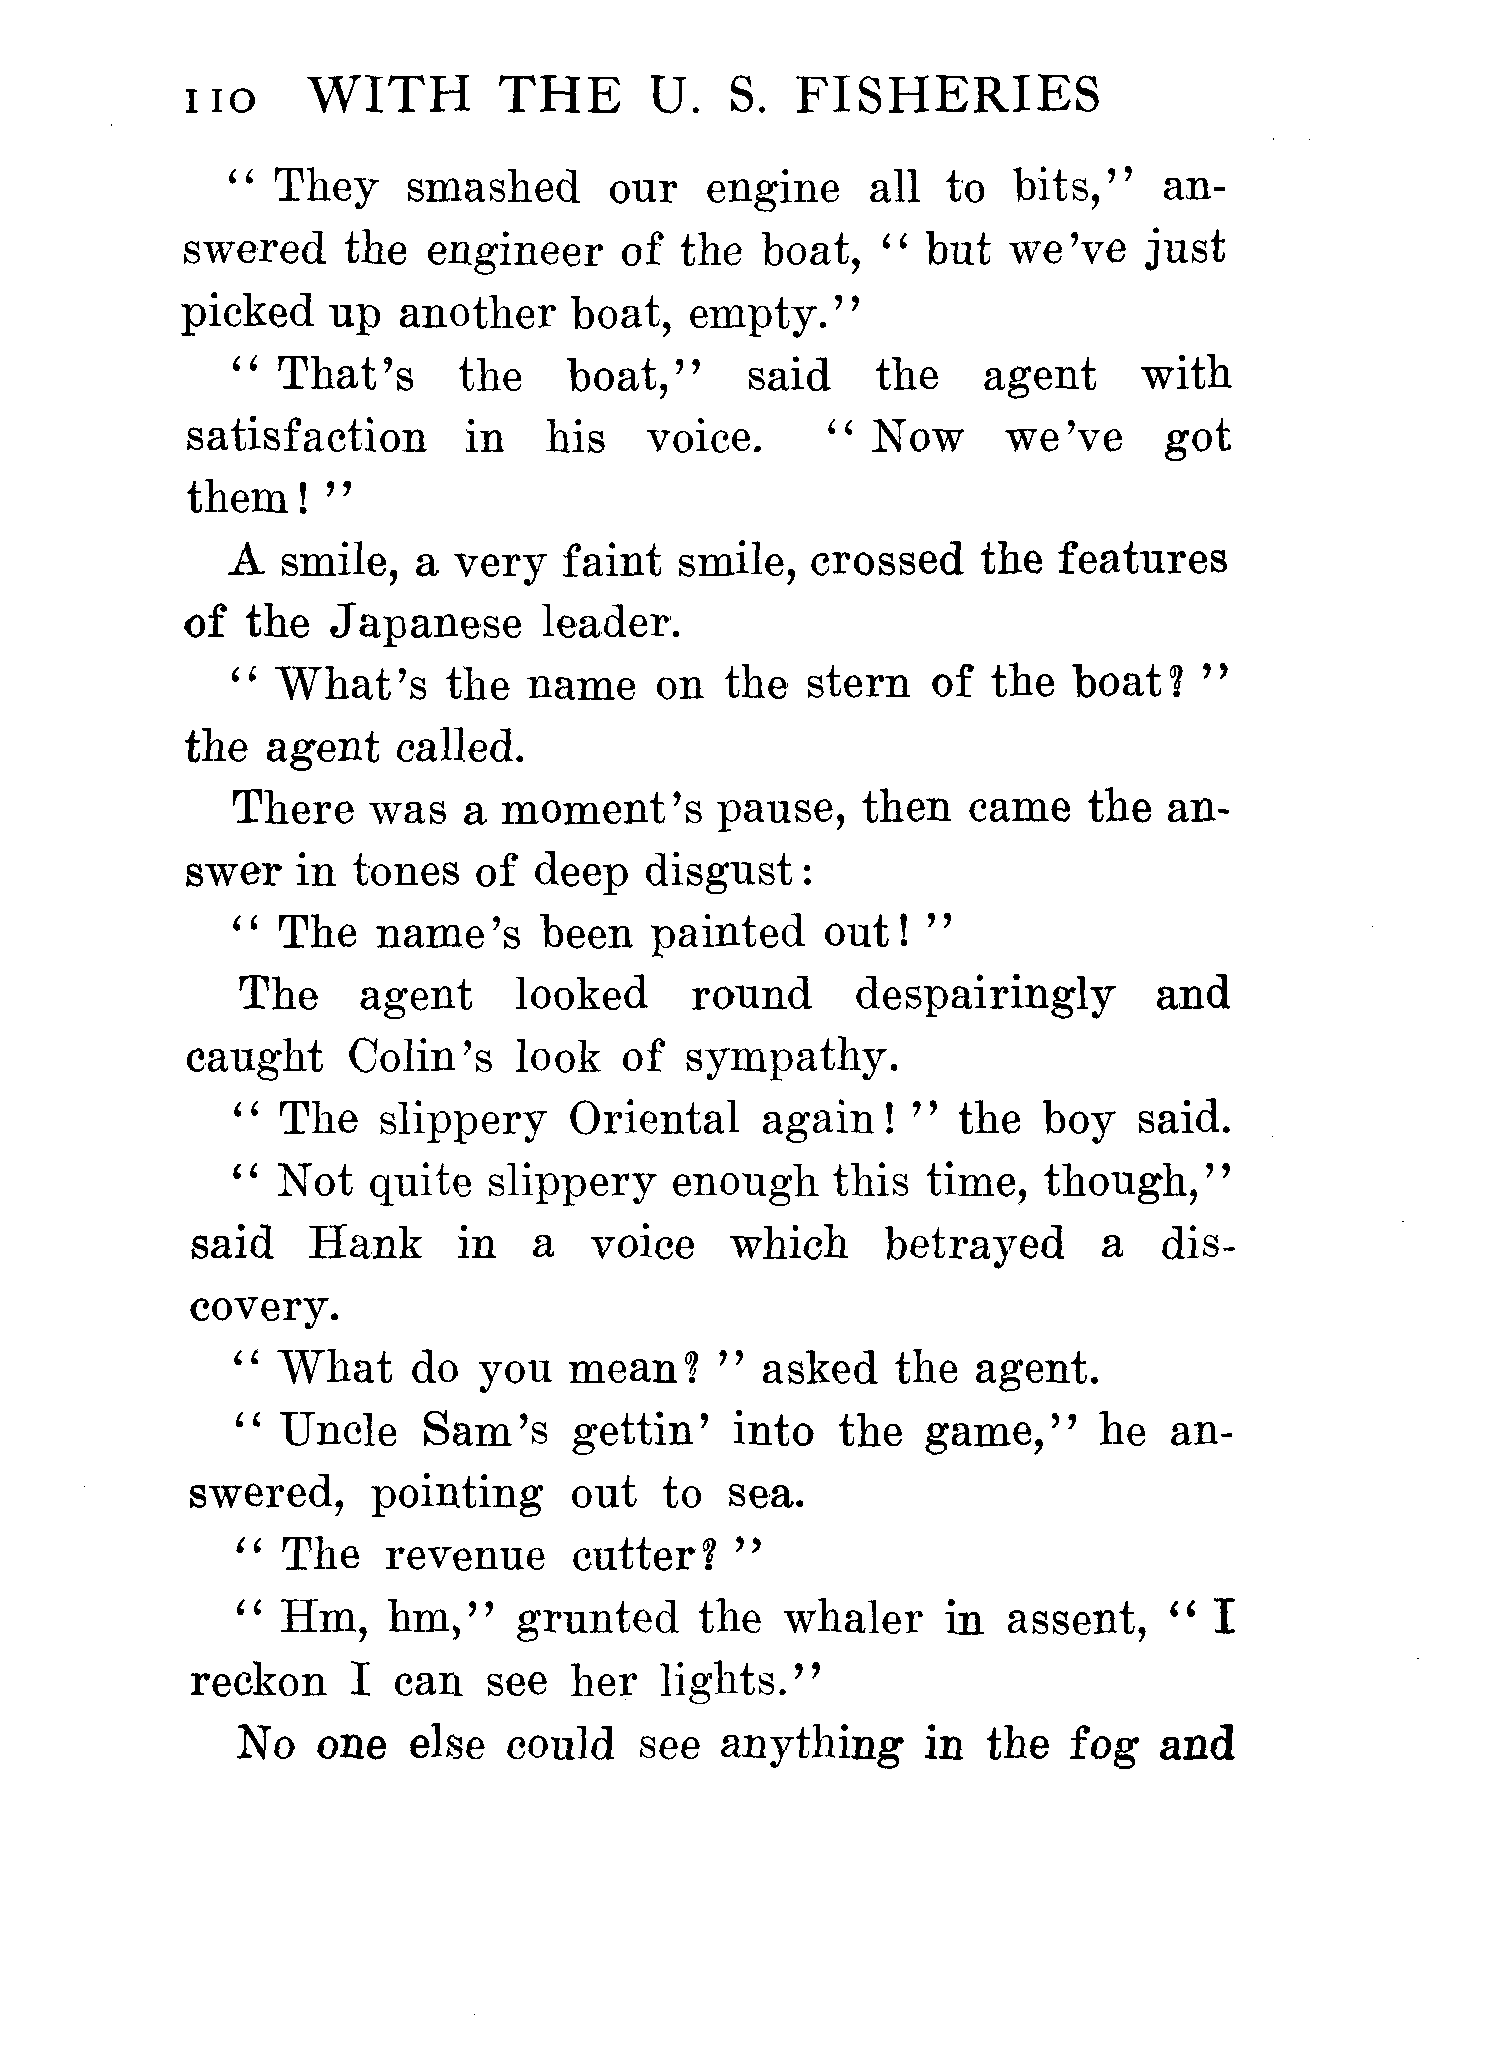 110 WITH THE U. S. FISHERIES
“ They smashed our engine all to bits,” an-
swered the engineer of the boat, “ but we’ve just
picked up another boat, empty.”
“ That’s the boat,” said the agent with
satisfaction in his voice. “ Now we’ve got
them! ”
A smile, a very faint smile, crossed the features
of the Japanese leader.
“ What’s the name on the stern of the boat? ”
the agent called.
There was a moment’s pause, then came the an-
swer in tones of deep disgust:
“ The name’s been painted out! ”
The agent looked round despairingly and
caught Colin’s look of sympathy.
“ The slippery Oriental again! ” the boy said.
“ Not quite slippery enough this time, though,”
said Hank in a voice which betrayed a dis-
covery.
“ What do you mean? ” asked the agent.
“ Uncle Sam’s gettin’ into the game,” he an-
swered, pointing out to sea.
“ The revenue cutter? ”
“ Hm, hm,” grunted the whaler in assent, “ I
reckon I can see her lights.”
No one else could see anything in the fog and